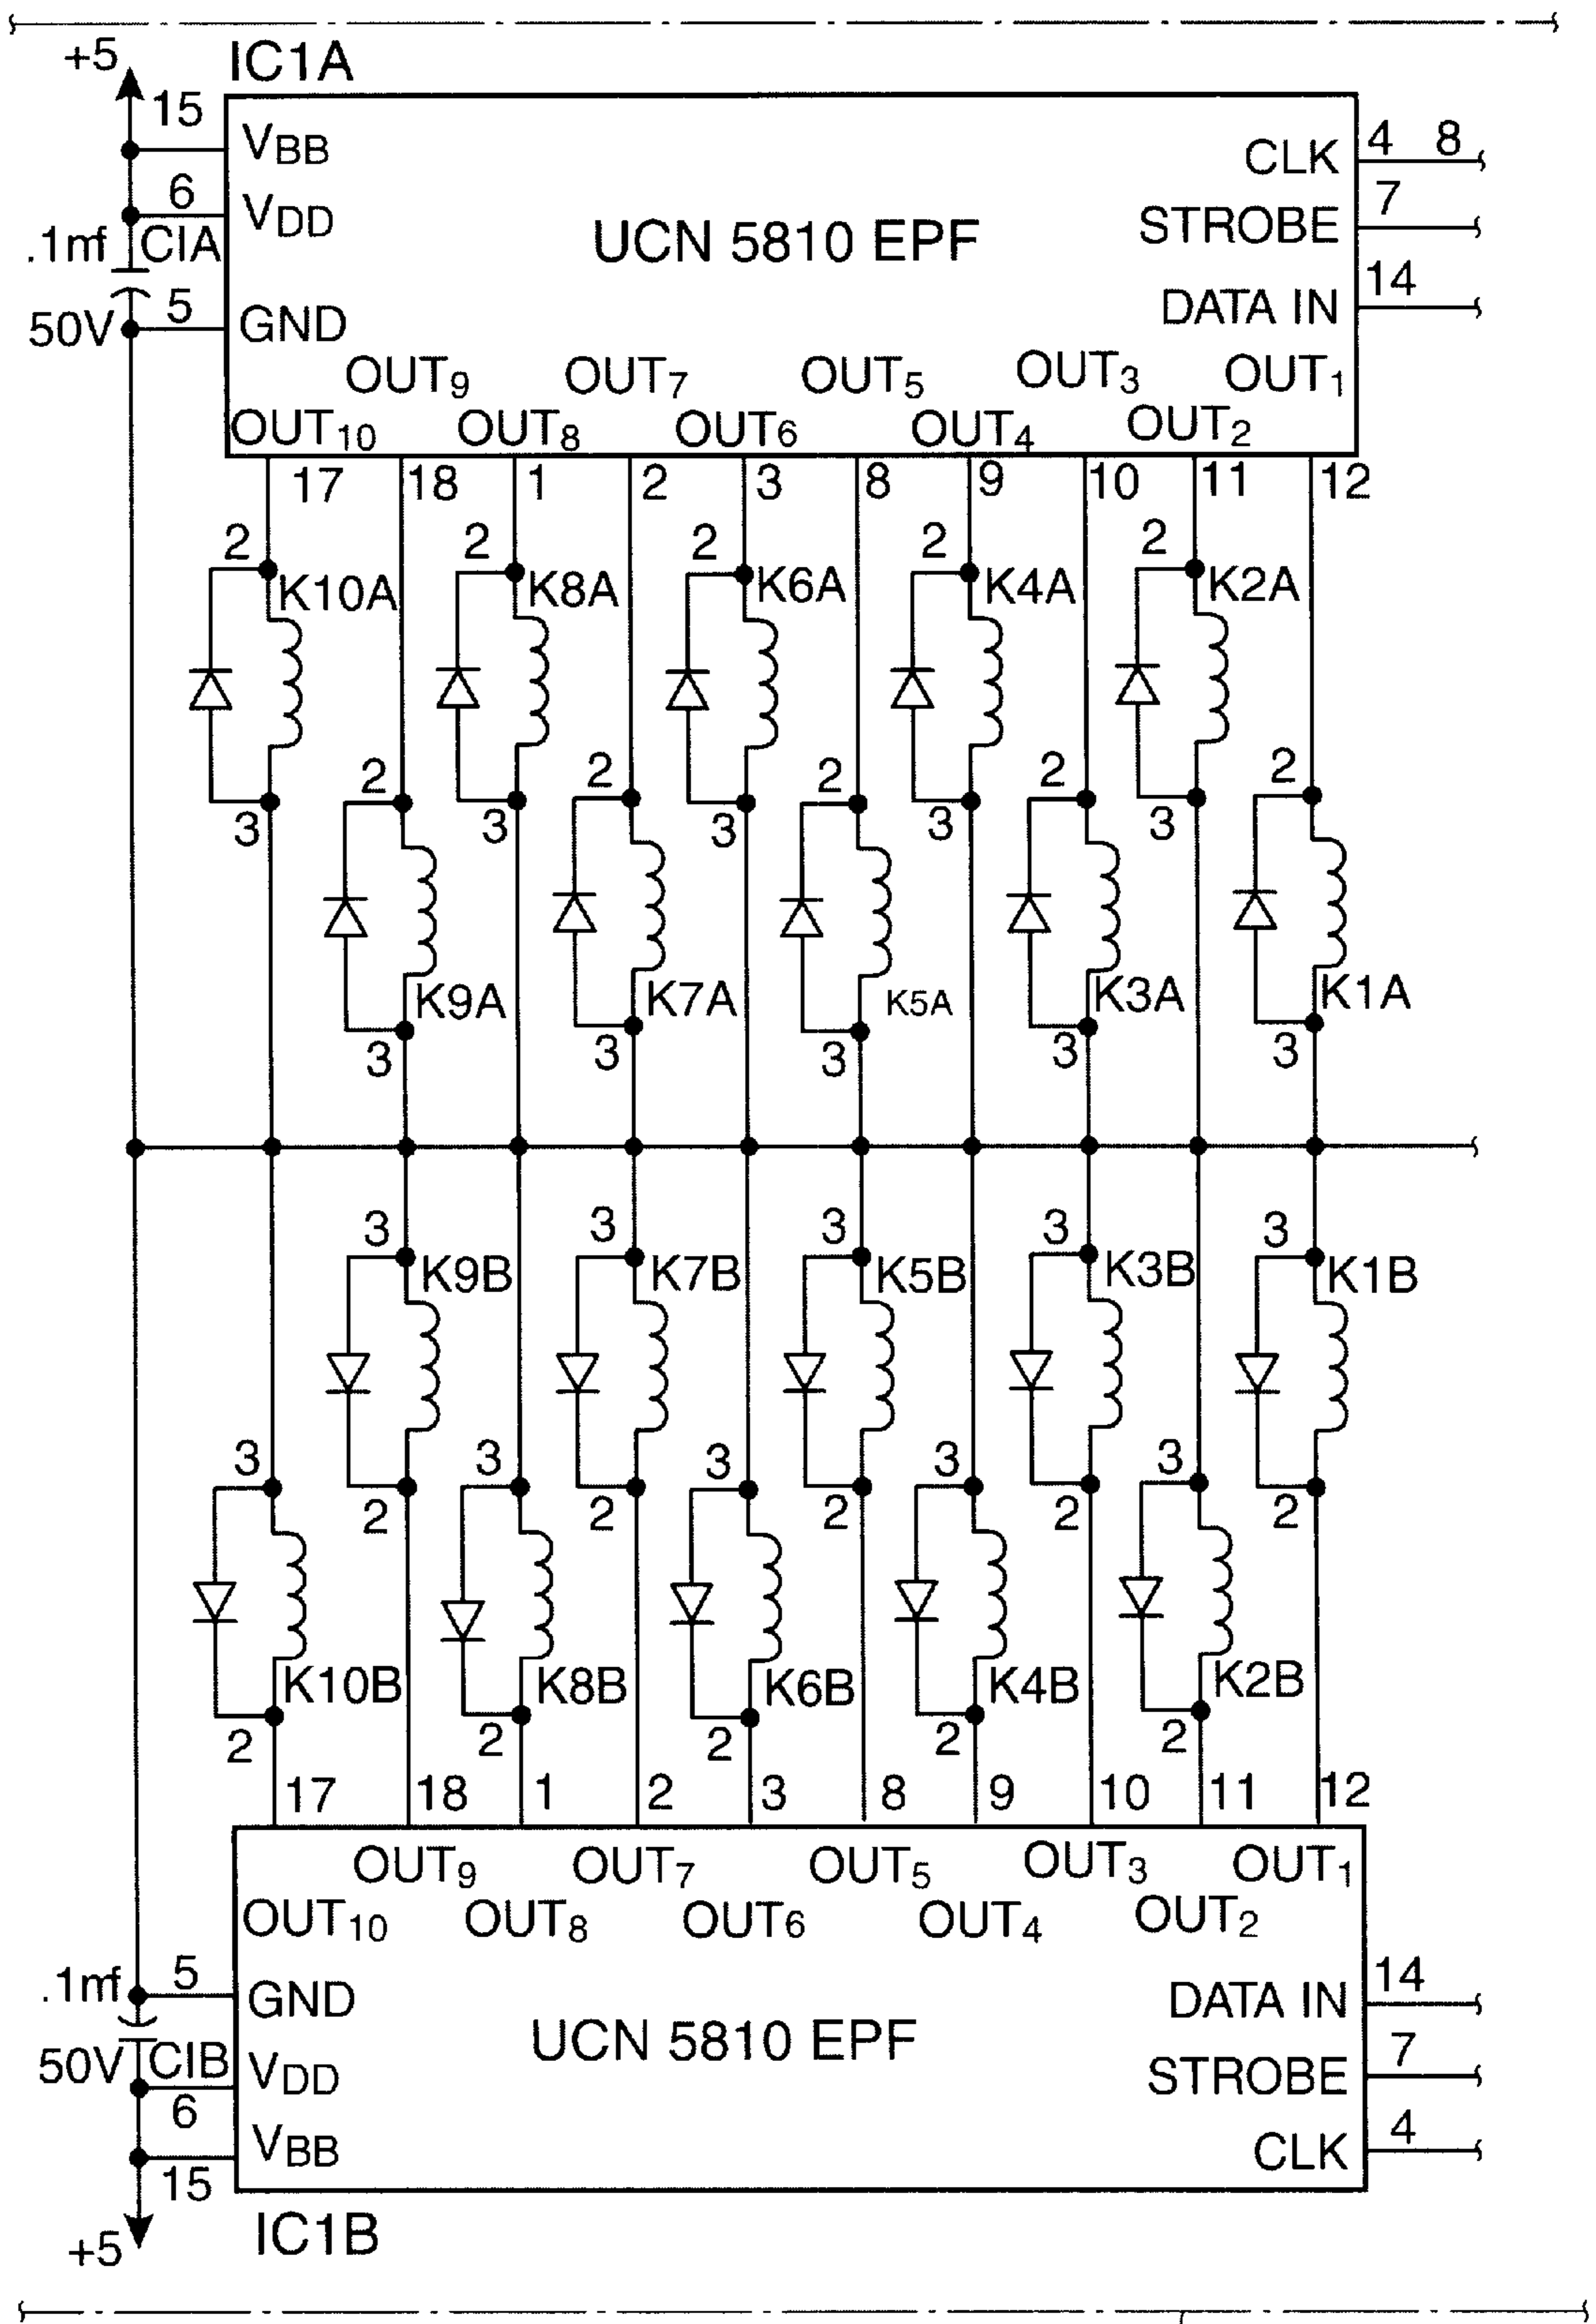 +5 IC1A
15 VBB CLK 4 8
6 VDD UCN 5810 EPF STROBE 7
.1mf CIA
DATA IN 14
50V 5 GND
OUT9 OUT7 OUT5 OUT3 OUT1
OUT10 OUT8 OUT6 OUT4 OUT2
17 18 1 2 3 8 9 10 11 12
2 2 2 2 2
K10A K8A K6A K4A K2A
2 2 2 2 2
3 3 3 3 3
K9A K7A K5A K3A K1A
3 3 3 3 3
3 3 3 3 3
K9B K7B K5B K3B K1B
3 3 3 3 3
2 2 2 2 2
K10B K8B K6B K4B K2B
2 2 2 2 2
17 18 1 2 3 8 9 10 11 12
OUT9 OUT7 OUT5 OUT3 OUT1
OUT10 OUT8 OUT6 OUT4 OUT2
.1mf 5 GND DATA IN 14
UCN 5810 EPF
50V CIB VDD STROBE 7
6
VBB CLK 4
15
+5 IC1B